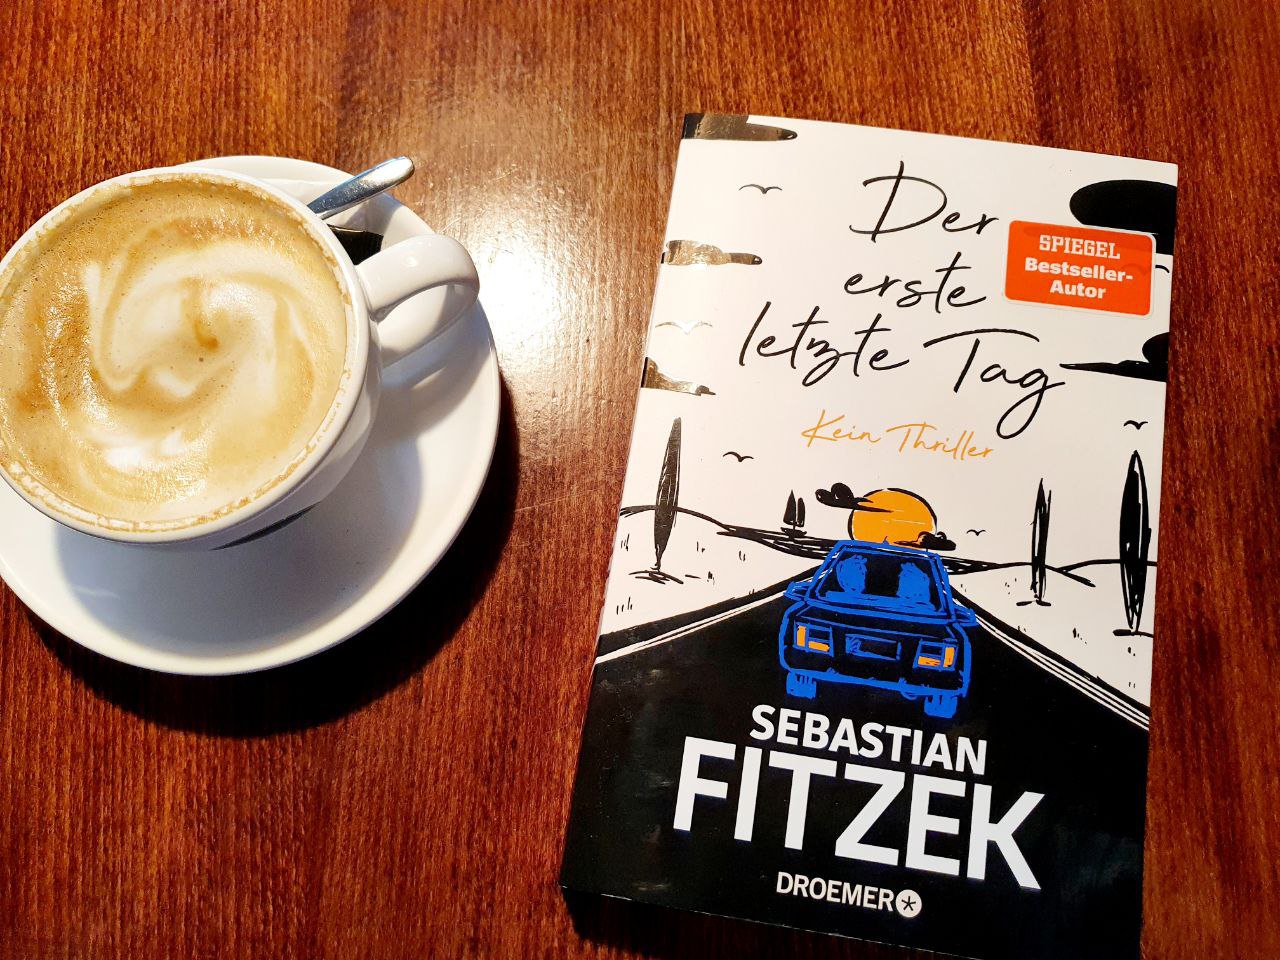 Der
erste
letzte Tag
SPIEGEL
Bestseller-
Autor
Kein Thriller
SEBASTIAN
FITZEK
DROEMER